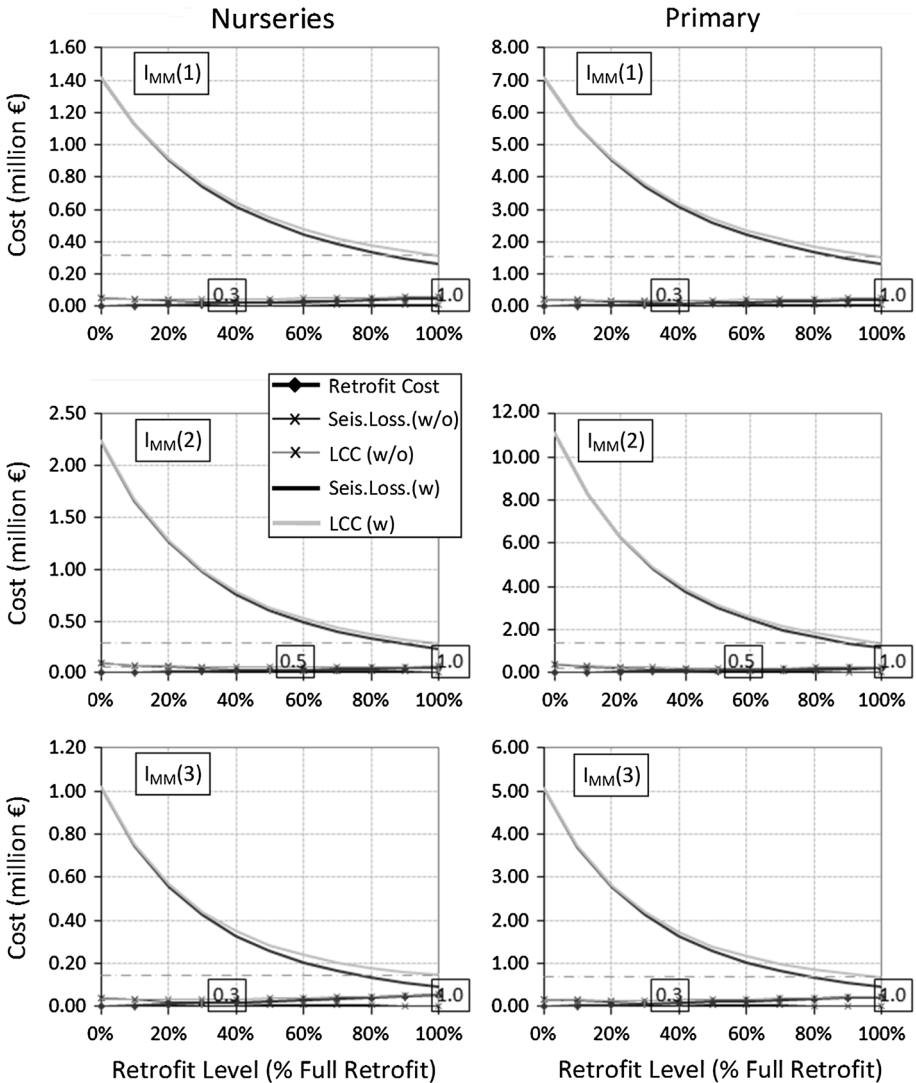 Nurseries
Primary
Cost (million €)
1.60
1.40
1.20
1.00
0.80
0.60
0.40
0.20
0.00
I_MM(1)
0.3
1.0
0% 20% 40% 60% 80% 100%
8.00
7.00
6.00
5.00
4.00
3.00
2.00
1.00
0.00
I_MM(1)
0.3
1.0
0% 20% 40% 60% 80% 100%
Retrofit Cost
Seis.Loss.(w/o)
LCC (w/o)
Seis.Loss.(w)
LCC (w)
Cost (million €)
2.50
2.00
1.50
1.00
0.50
0.00
I_MM(2)
0.5
1.0
0% 20% 40% 60% 80% 100%
12.00
10.00
8.00
6.00
4.00
2.00
0.00
I_MM(2)
0.5
1.0
0% 20% 40% 60% 80% 100%
Cost (million €)
1.20
1.00
0.80
0.60
0.40
0.20
0.00
I_MM(3)
0.3
1.0
0% 20% 40% 60% 80% 100%
Retrofit Level (% Full Retrofit)
6.00
5.00
4.00
3.00
2.00
1.00
0.00
I_MM(3)
0.3
1.0
0% 20% 40% 60% 80% 100%
Retrofit Level (% Full Retrofit)